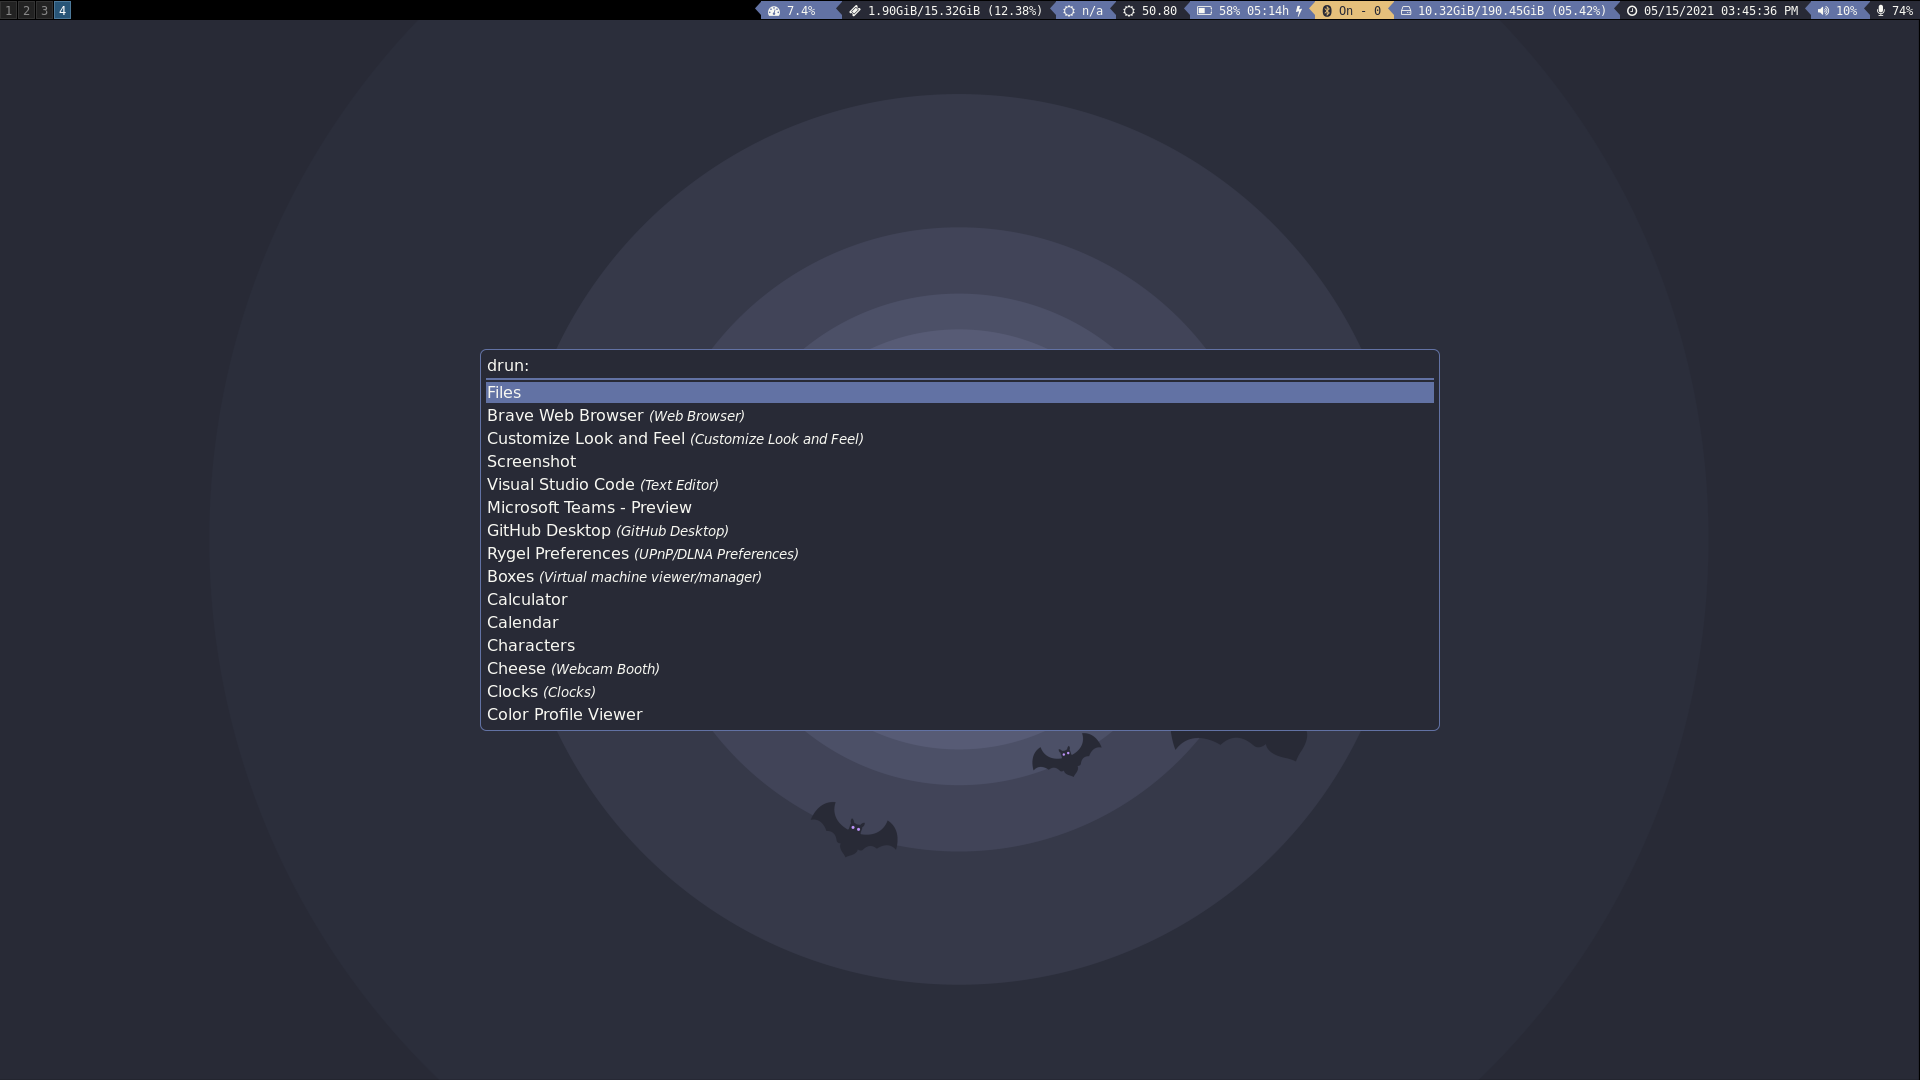 1 2 3 4 7.4% 1.90GiB/15.32GiB (12.38%) n/a 50.80 58% 05:14h On - 0 10.32GiB/190.45GiB (05.42%) 05/15/2021 03:45:36 PM 10% 74%
drun:
Files
Brave Web Browser (Web Browser)
Customize Look and Feel (Customize Look and Feel)
Screenshot
Visual Studio Code (Text Editor)
Microsoft Teams - Preview
GitHub Desktop (GitHub Desktop)
Rygel Preferences (UPnP/DLNA Preferences)
Boxes (Virtual machine viewer/manager)
Calculator
Calendar
Characters
Cheese (Webcam Booth)
Clocks (Clocks)
Color Profile Viewer